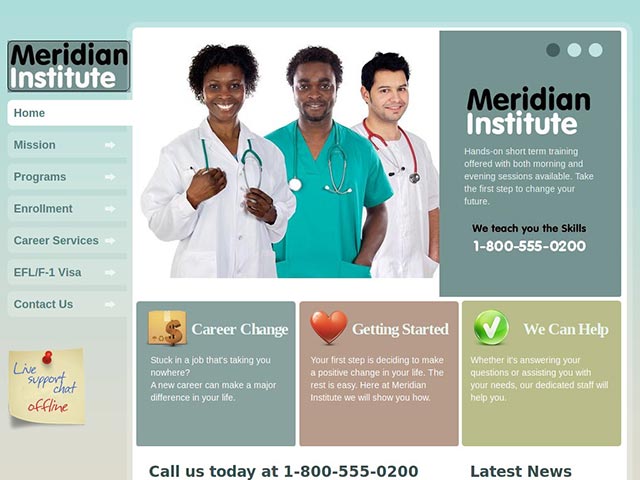 Meridian
Institute
Home
Mission
Programs
Enrollment
Career Services
EFL/F-1 Visa
Contact Us
Live
support
chat
offline
Meridian
Institute
Hands-on short term training
offered with both morning and
evening sessions available. Take
the first step to change your
future.
We teach you the Skills
1-800-555-0200
Career Change
Stuck in a job that's taking you
nowhere?
A new career can make a major
difference in your life.
Getting Started
Your first step is deciding to make
a positive change in your life. The
rest is easy. Here at Meridian
Institute we will show you how.
We Can Help
Whether it's answering your
questions or assisting you with
your needs, our dedicated staff will
help you.
Call us today at 1-800-555-0200
Latest News